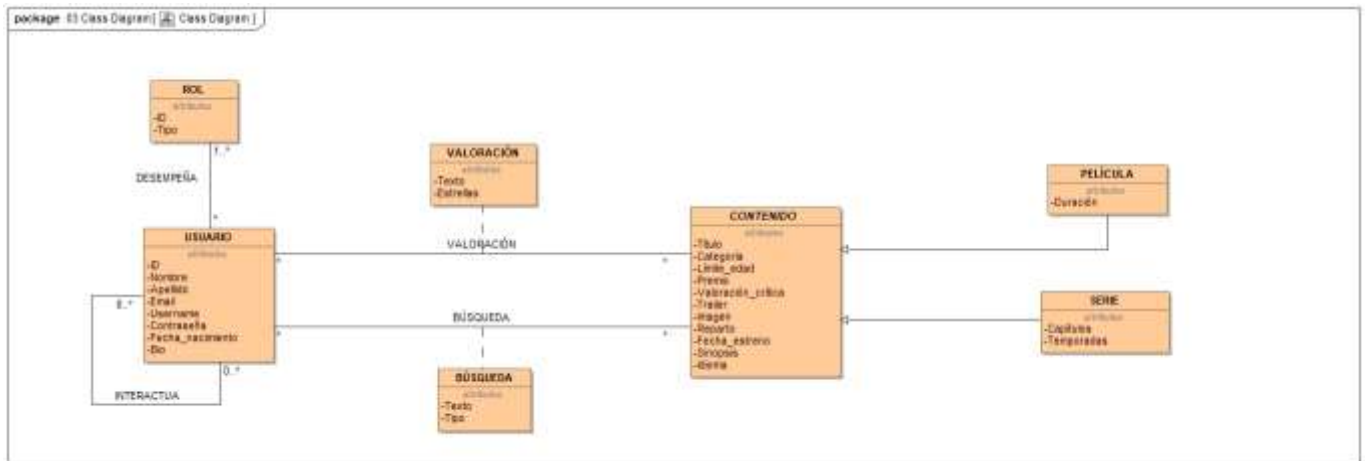 package 03 Class Diagram [ Class Diagram ]
ROL
attributes
-ID
-Tipo
1..*
DESEMPEÑA
*
USUARIO
attributes
-ID
-Nombre
-Apellido
-Email
-Username
-Contraseña
-Fecha_nacimiento
-Bio
0..*
0..*
INTERACTUA
VALORACIÓN
attributes
-Texto
-Estrellas
VALORACIÓN
*
*
BÚSQUEDA
*
*
BÚSQUEDA
attributes
-Texto
-Tipo
CONTENIDO
attributes
-Título
-Categoría
-Límite_edad
-Premio
-Valoración_crítica
-Trailer
-Imagen
-Reparto
-Fecha_estreno
-Sinopsis
-Idioma
PELÍCULA
attributes
-Duración
SERIE
attributes
-Capítulos
-Temporadas